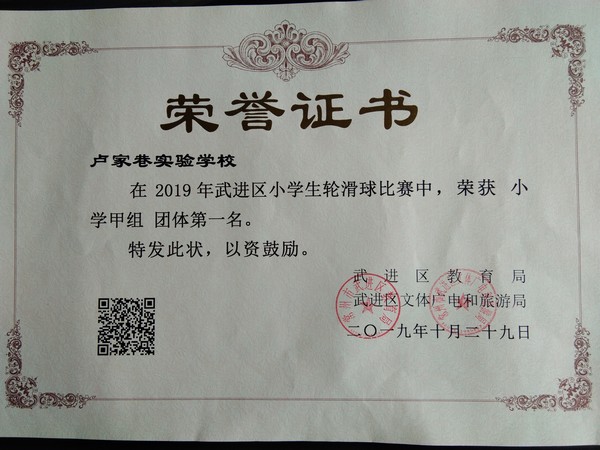 荣誉证书
卢家巷实验学校
在 2019 年武进区小学生轮滑球比赛中，荣获 小
学甲组 团体第一名。
特发此状，以资鼓励。
武进区教育局
武进区文体广电和旅游局
二〇一九年十月二十九日